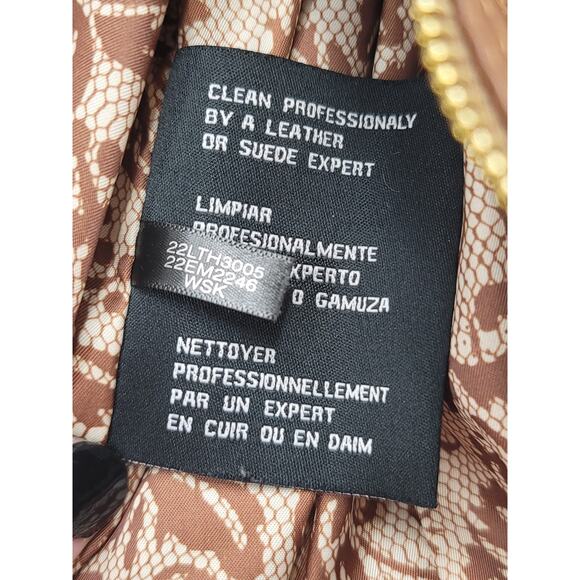 CLEAN PROFESSIONALY
BY A LEATHER
OR SUEDE EXPERT
LIMPIAR
PROFESIONALMENTE
XPERTO
O GAMUZA
22LTH3005
22EM2246
WSK
NETTOYER
PROFESSIONNELLEMENT
PAR UN EXPERT
EN CUIR OU EN DAIM